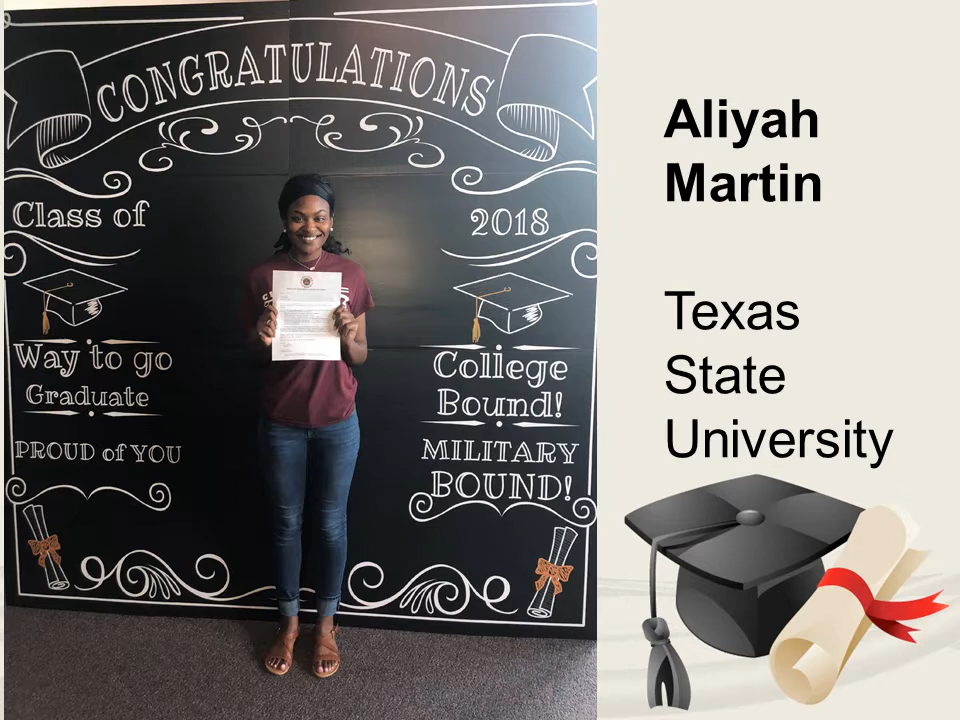 CONGRATULATIONS
Class of
2018
Way to go
Graduate
PROUD of YOU
College
Bound!
MILITARY
BOUND!
Aliyah
Martin
Texas
State
University